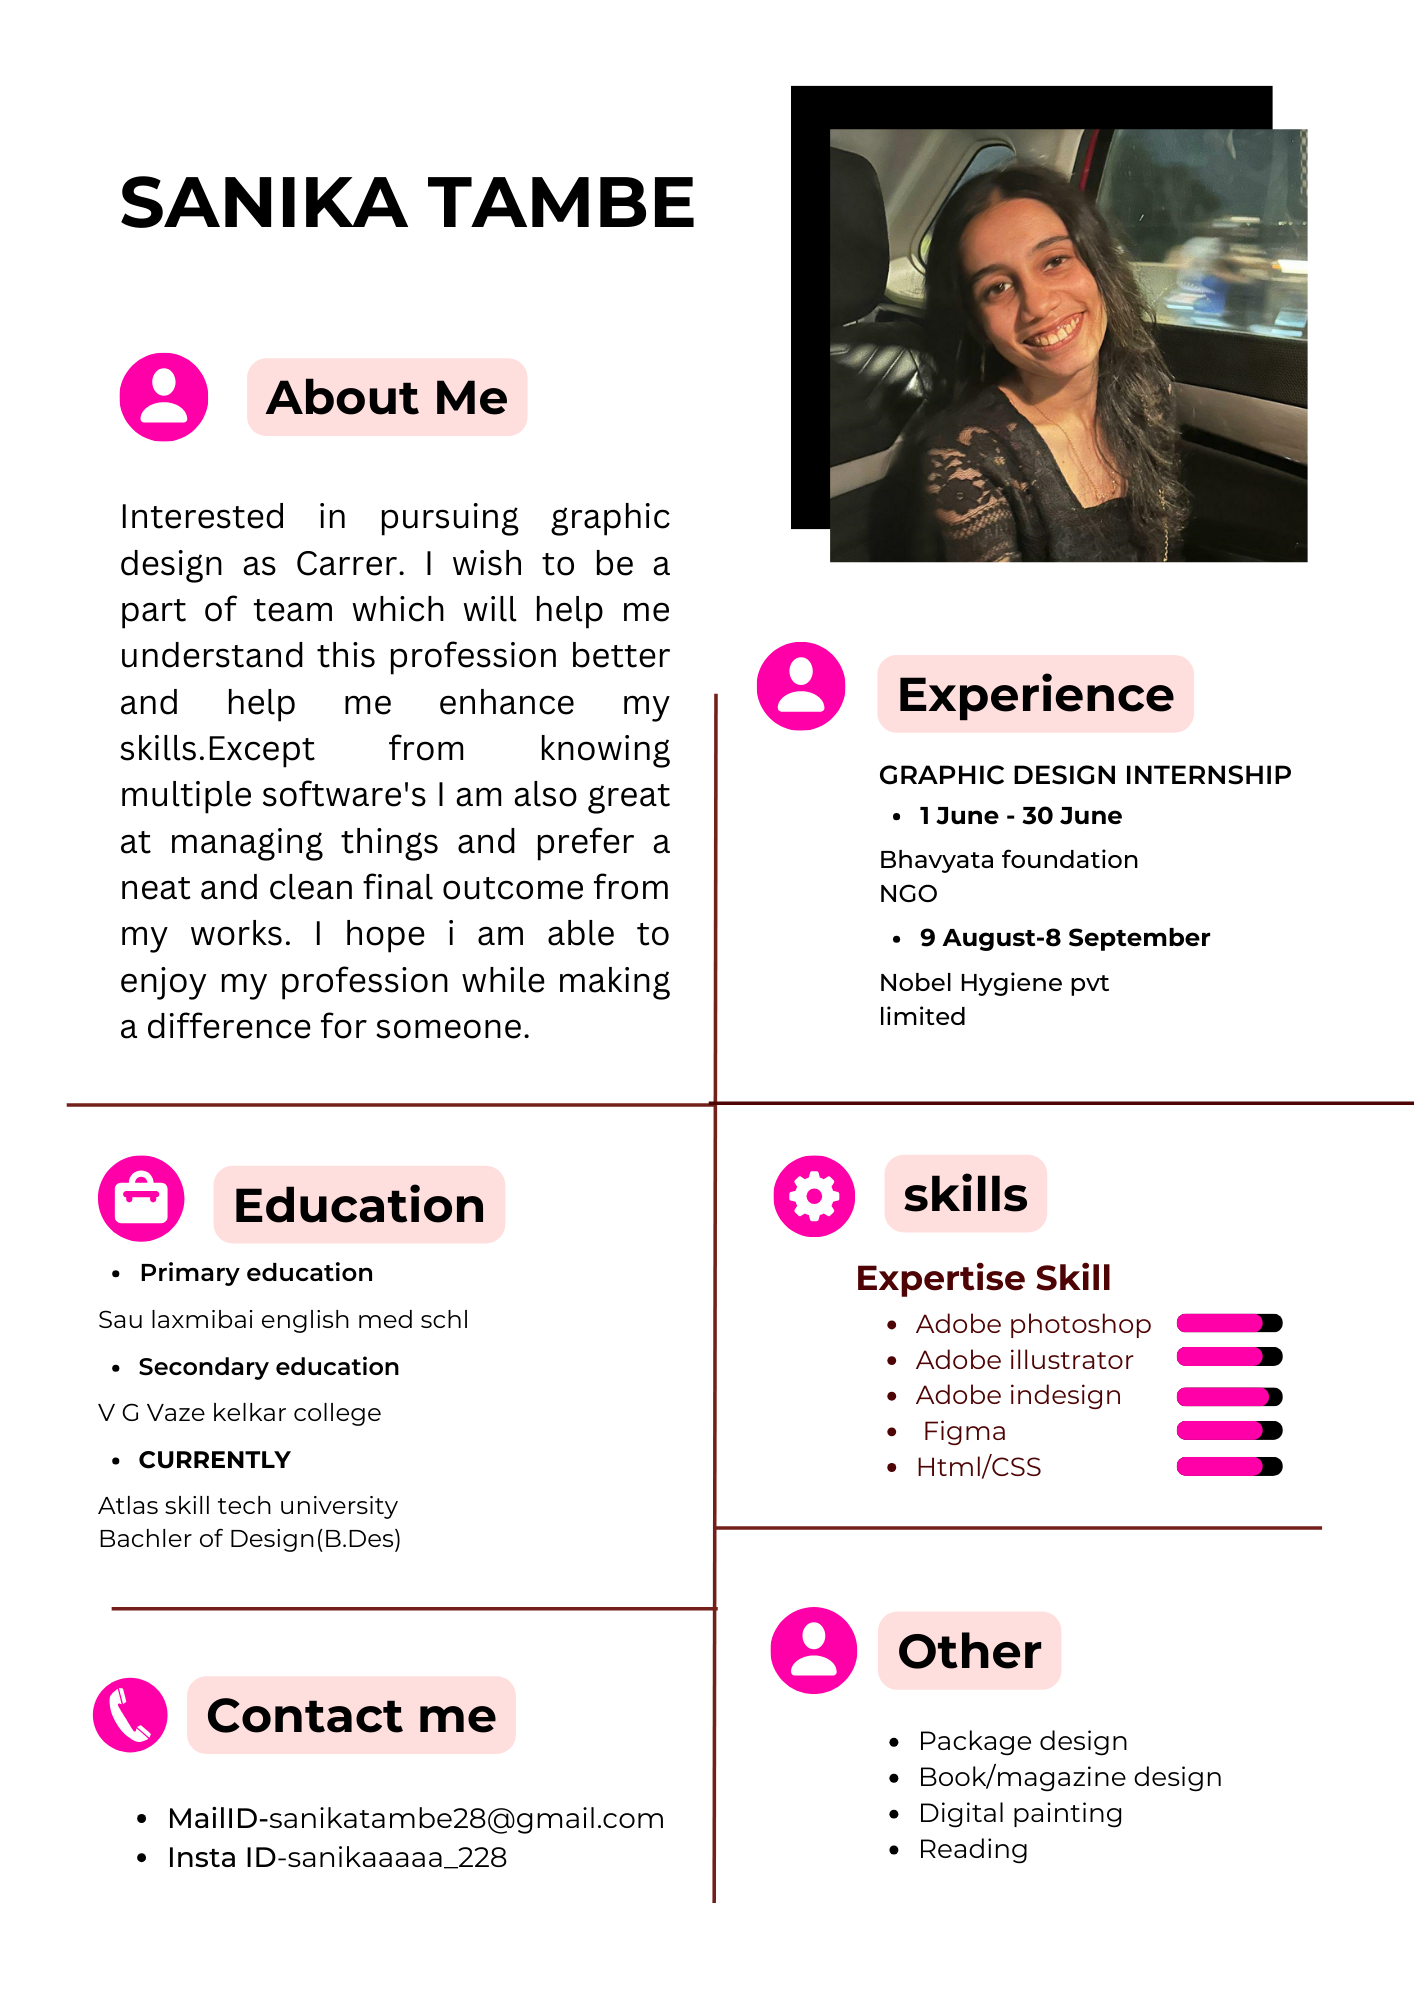 SANIKA TAMBE
About Me
Interested in pursuing graphic
design as Carrer. I wish to be a
part of team which will help me
understand this profession better
and help me enhance my
skills.Except from knowing
multiple software's I am also great
at managing things and prefer a
neat and clean final outcome from
my works. I hope i am able to
enjoy my profession while making
a difference for someone.
Experience
GRAPHIC DESIGN INTERNSHIP
• 1 June - 30 June
Bhavyata foundation
NGO
• 9 August-8 September
Nobel Hygiene pvt
limited
Education
• Primary education
Sau laxmibai english med schl
• Secondary education
V G Vaze kelkar college
• CURRENTLY
Atlas skill tech university
Bachler of Design(B.Des)
skills
Expertise Skill
• Adobe photoshop
• Adobe illustrator
• Adobe indesign
• Figma
• Html/CSS
Contact me
• MailID-sanikatambe28@gmail.com
• Insta ID-sanikaaaaa_228
Other
• Package design
• Book/magazine design
• Digital painting
• Reading